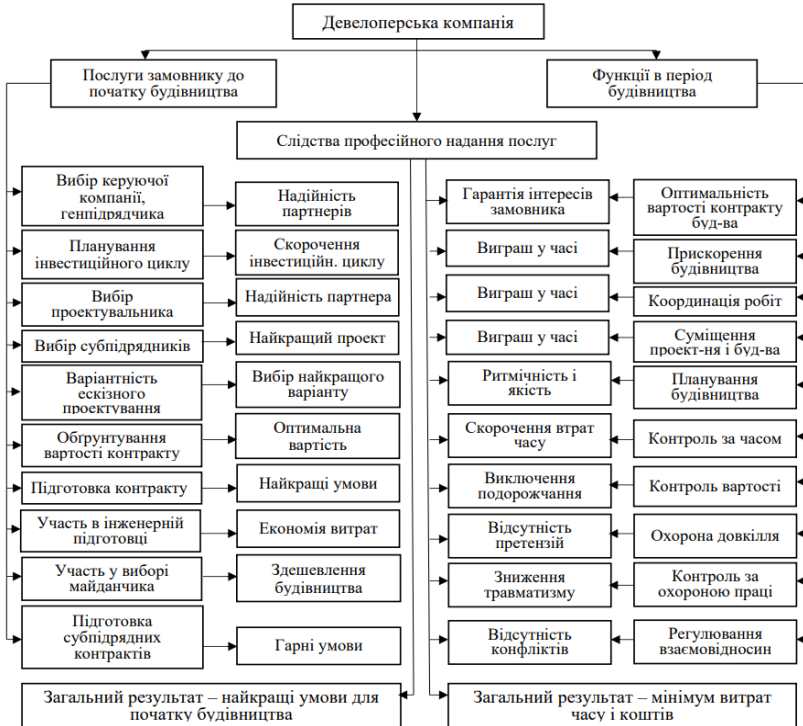 Девелоперська компанія
Послуги замовнику до
початку будівництва
Функції в період
будівництва
Слідства професійного надання послуг
Вибір керуючої
компанії,
генпідрядчика
Надійність
партнерів
Гарантія інтересів
замовника
Оптимальність
вартості контракту
буд-ва
Планування
інвестиційного циклу
Скорочення
інвестиційн. циклу
Виграш у часі
Прискорення
будівництва
Вибір
проектувальника
Надійність партнера
Виграш у часі
Координація робіт
Вибір субпідрядників
Найкращий проект
Виграш у часі
Суміщення
проект-ня і буд-ва
Варіантність
ескізного
проектування
Вибір найкращого
варіанту
Ритмічність і
якість
Планування
будівництва
Обґрунтування
вартості контракту
Оптимальна
вартість
Скорочення втрат
часу
Контроль за часом
Підготовка контракту
Найкращі умови
Виключення
подорожчання
Контроль вартості
Участь в інженерній
підготовці
Економія витрат
Відсутність
претензій
Охорона довкілля
Участь у виборі
майданчика
Здешевлення
будівництва
Зниження
травматизму
Контроль за
охороною праці
Підготовка
субпідрядних
контрактів
Гарні умови
Відсутність
конфліктів
Регулювання
взаємовідносин
Загальний результат – найкращі умови для
початку будівництва
Загальний результат – мінімум витрат
часу і коштів